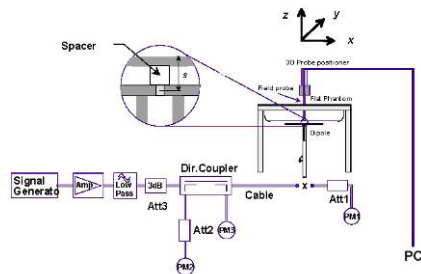 z
y
x
Spacer
s
3D Probe positioner
Field probe
Flat Phantom
Dipole
Signal
Generato
Amp
Low
Pass
3dB
Att3
Dir.Coupler
Cable
x
Att1
PM1
Att2
PM3
PM2
PC